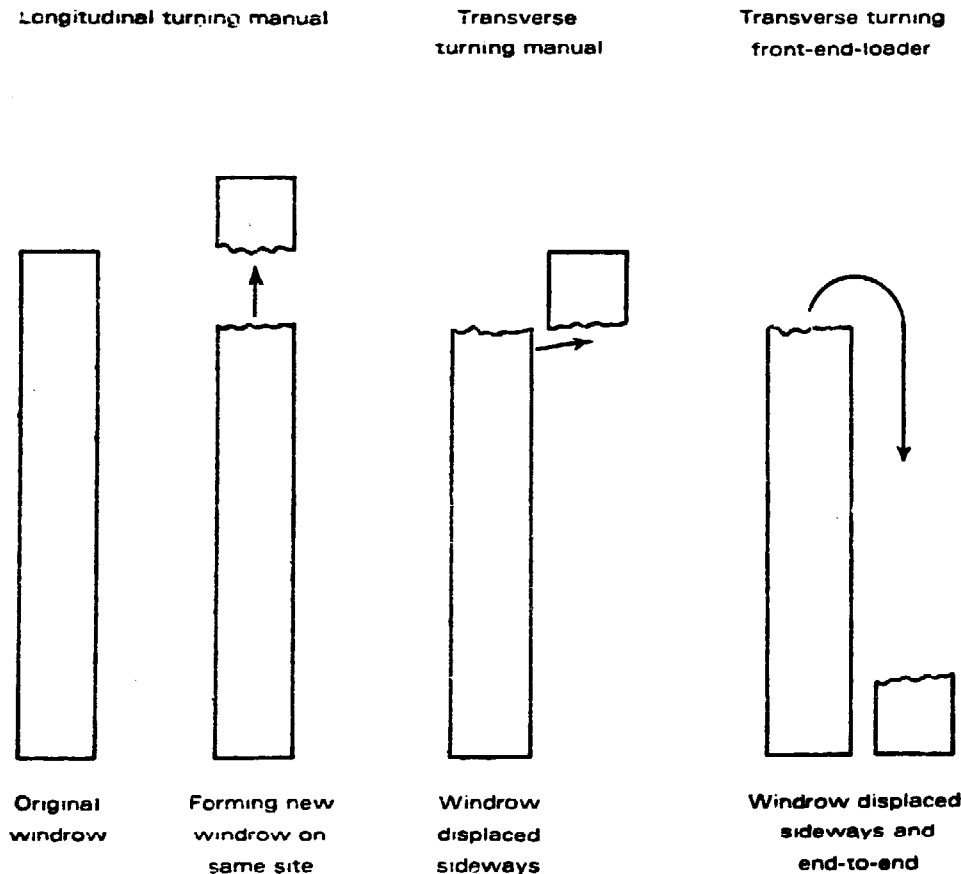 Longitudinal turning manual
Transverse
turning manual
Transverse turning
front-end-loader
Original
windrow
Forming new
windrow on
same site
Windrow
displaced
sideways
Windrow displaced
sideways and
end-to-end